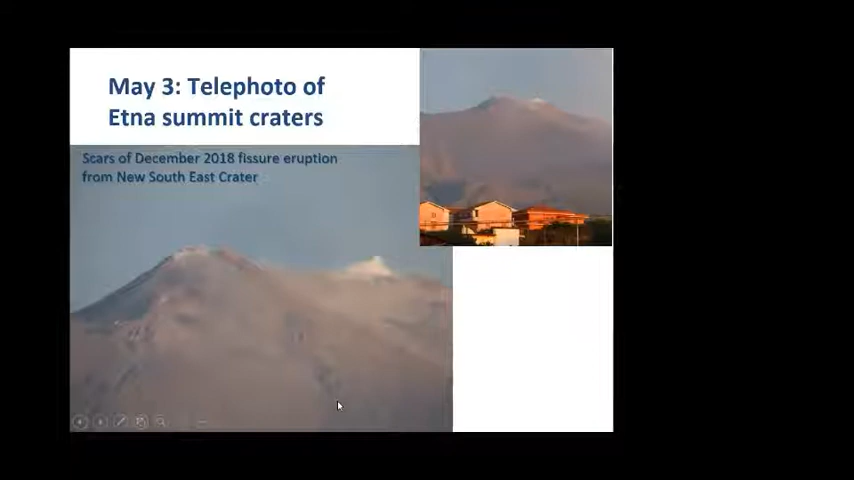 May 3: Telephoto of
Etna summit craters
Scars of December 2018 fissure eruption
from New South East Crater